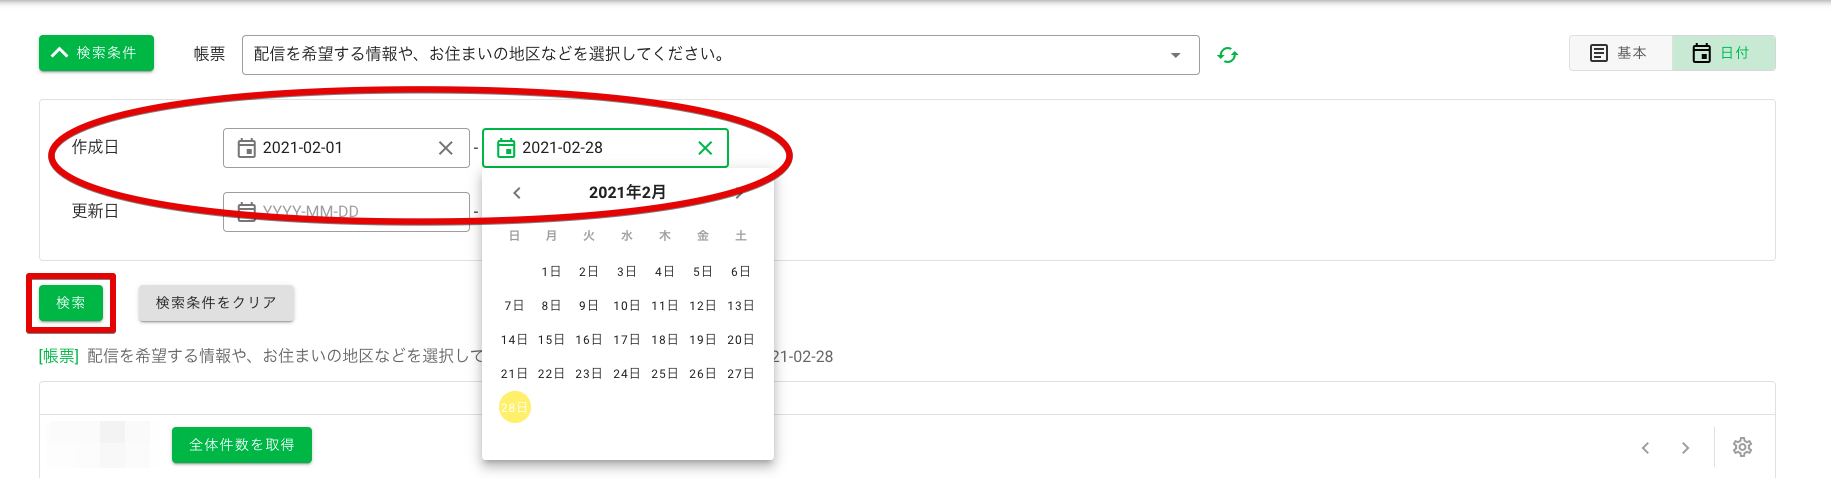 検索条件
帳票
配信を希望する情報や、お住まいの地区などを選択してください。
基本
日付
作成日
2021-02-01
-
2021-02-28
更新日
YYYY-MM-DD
-
2021年2月
日 月 火 水 木 金 土
1日 2日 3日 4日 5日 6日
7日 8日 9日 10日 11日 12日 13日
14日 15日 16日 17日 18日 19日 20日
21日 22日 23日 24日 25日 26日 27日
28日
検索
検索条件をクリア
[帳票] 配信を希望する情報や、お住まいの地区などを選択して
21-02-28
全体件数を取得